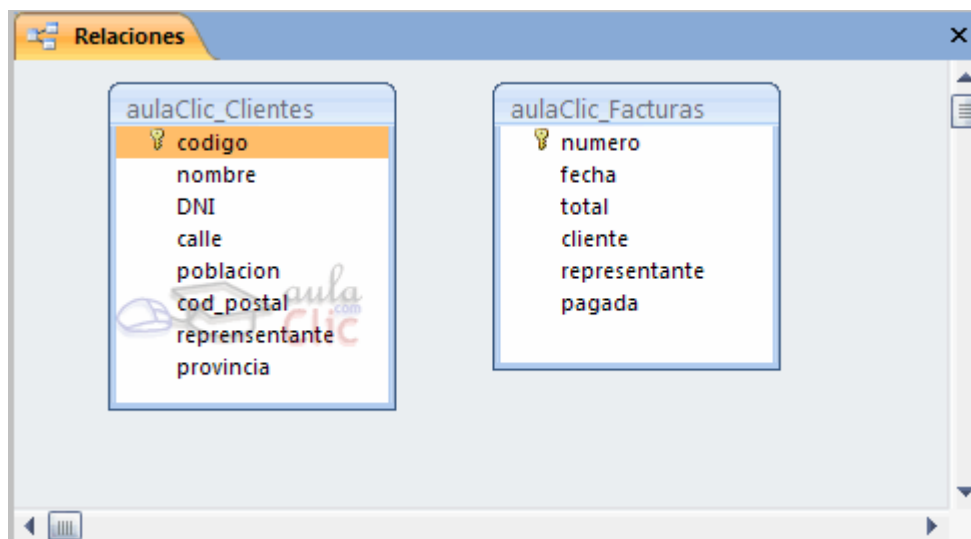 Relaciones
aulaClic_Clientes
codigo
nombre
DNI
calle
poblacion
cod_postal
reprensentante
provincia
aulaClic_Facturas
numero
fecha
total
cliente
representante
pagada
aula
.com
Clic